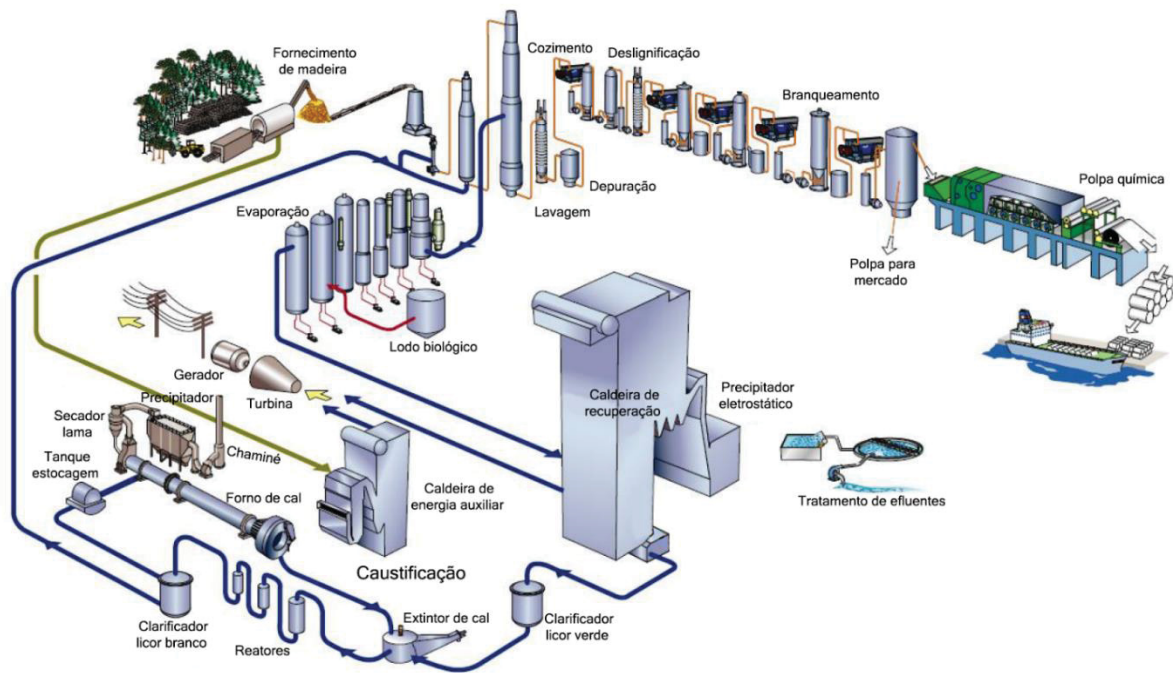 Fornecimento
de madeira
Cozimento
Deslignificação
Branqueamento
Depuração
Lavagem
Polpa química
Polpa para
mercado
Evaporação
Lodo biológico
Gerador
Turbina
Precipitador
Secador
lama
Chaminé
Tanque
estocagem
Forno de cal
Caldeira de
energia auxiliar
Caldeira de
recuperação
Precipitador
eletrostático
Tratamento de efluentes
Caustificação
Clarificador
licor branco
Reatores
Extintor de cal
Clarificador
licor verde